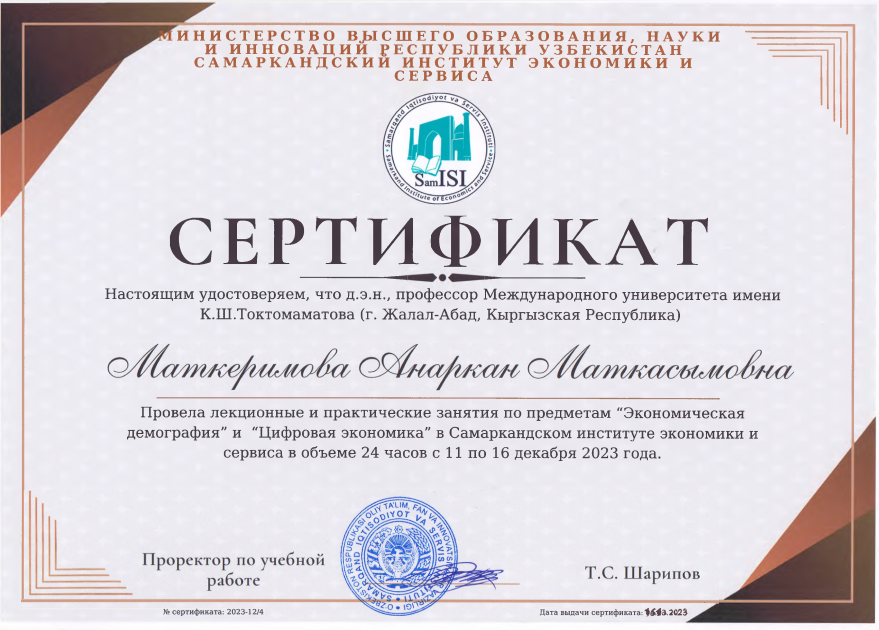 МИНИСТЕРСТВО ВЫСШЕГО ОБРАЗОВАНИЯ, НАУКИ
И ИННОВАЦИЙ РЕСПУБЛИКИ УЗБЕКИСТАН
САМАРКАНДСКИЙ ИНСТИТУТ ЭКОНОМИКИ И
СЕРВИСА
Samarqand Iqtisodiyot va Servis Instituti
SamISI
Samarkand Institute of Economics and Service
СЕРТИФИКАТ
Настоящим удостоверяем, что д.э.н., профессор Международного университета имени
К.Ш.Токтомаматова (г. Жалал-Абад, Кыргызская Республика)
Маткеримова Анаркан Маткасымовна
Провела лекционные и практические занятия по предметам “Экономическая
демография” и “Цифровая экономика” в Самаркандском институте экономики и
сервиса в объеме 24 часов с 11 по 16 декабря 2023 года.
O'ZBEKISTON RESPUBLIKASI OLIY TA'LIM, FAN VA INNOVATSIYALAR VAZIRLIGI
SAMARQAND IQTISODIYOT VA SERVIS INSTITUTI
Проректор по учебной
работе
Т.С. Шарипов
№ сертификата: 2023-12/4
Дата выдачи сертификата: 2023